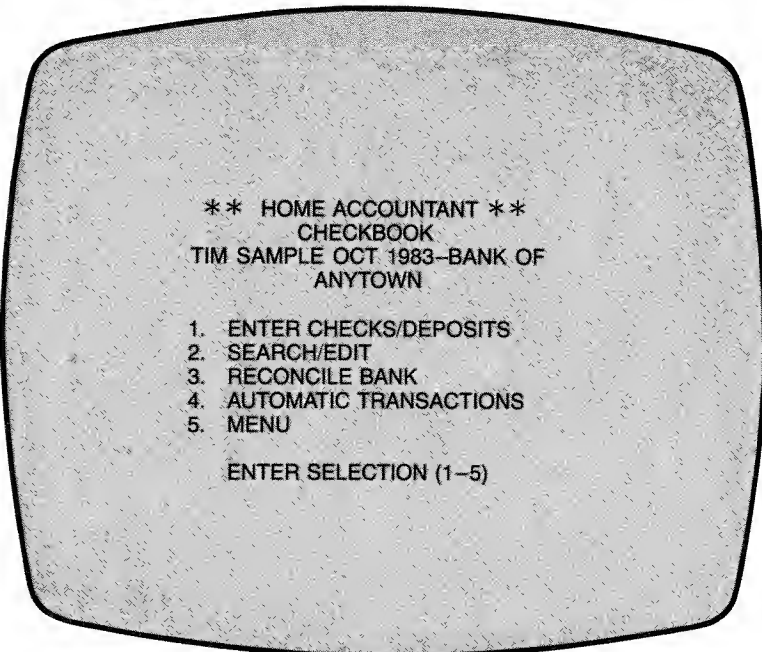 ** HOME ACCOUNTANT **
CHECKBOOK
TIM SAMPLE OCT 1983–BANK OF
ANYTOWN
1. ENTER CHECKS/DEPOSITS
2. SEARCH/EDIT
3. RECONCILE BANK
4. AUTOMATIC TRANSACTIONS
5. MENU
ENTER SELECTION (1–5)